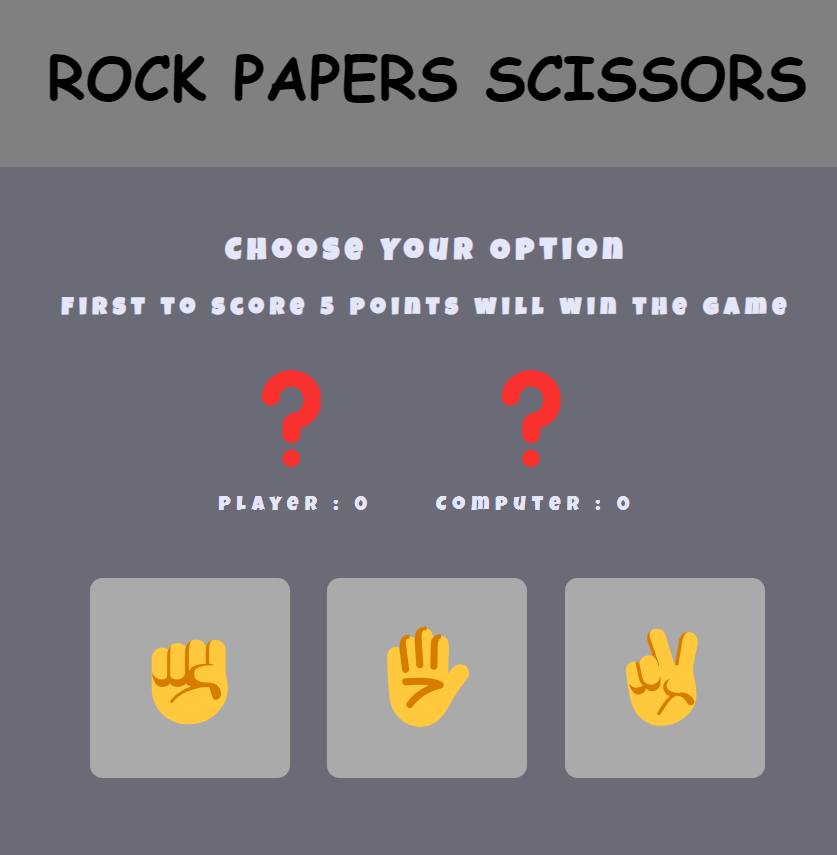 ROCK PAPERS SCISSORS
CHOOSE YOUR OPTION
FIRST TO SCORE 5 POINTS WILL WIN THE GAME
❓ ❓
PLAYER : 0 COMPUTER : 0